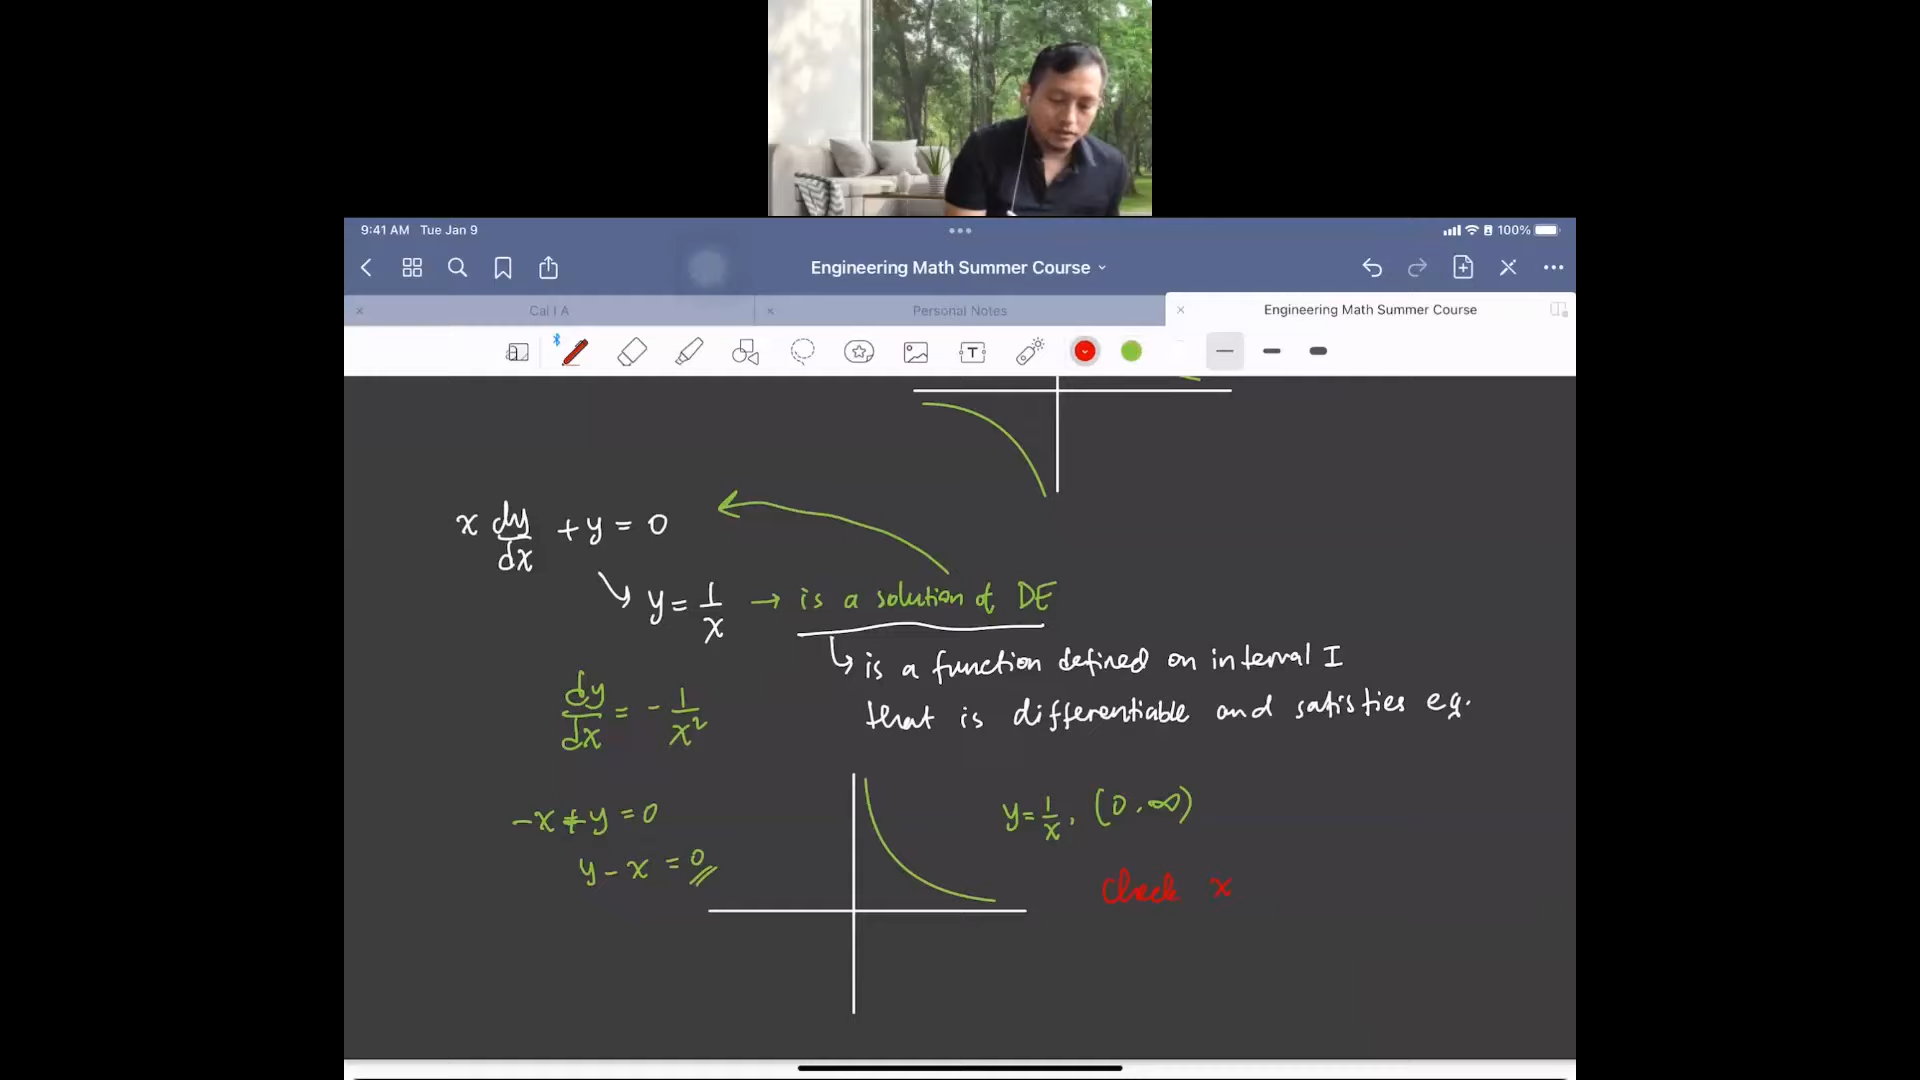 9:41 AM Tue Jan 9
100%
Engineering Math Summer Course
Cal I A
Personal Notes
Engineering Math Summer Course
T
x dy/dx + y = 0
y = 1/x → is a solution of DE
↳ is a function defined on interval I
that is differentiable and satisfies eq.
dy/dx = - 1/x²
y = 1/x, (0, ∞)
-x + y = 0
y - x = 0
Check x